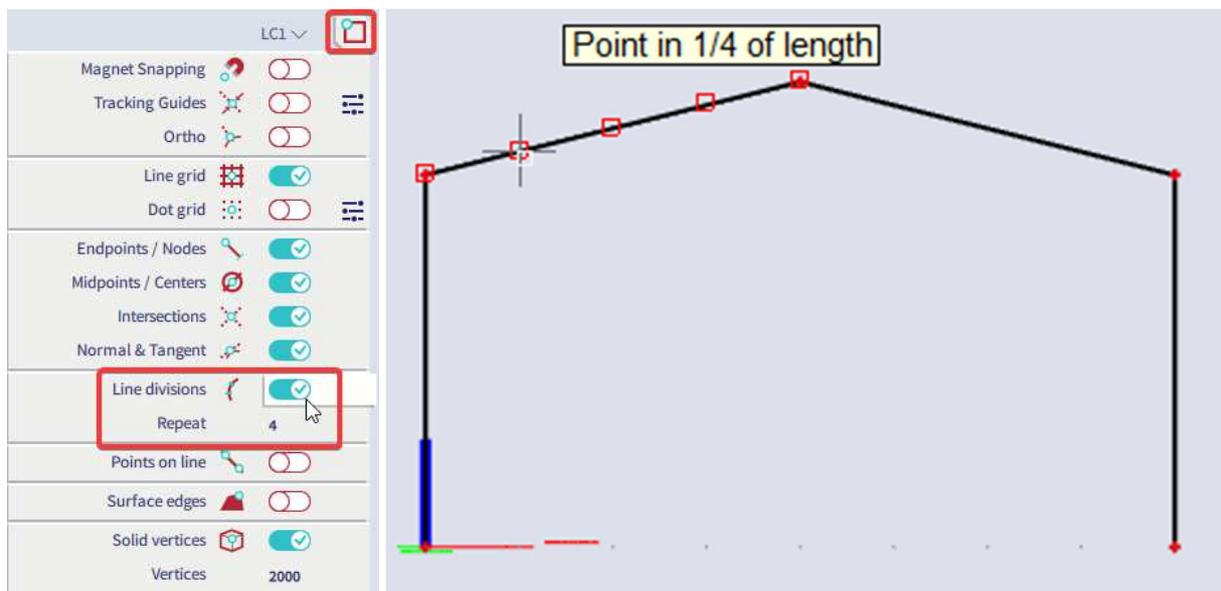 LC1
Point in 1/4 of length
Magnet Snapping
Tracking Guides
Ortho
Line grid
Dot grid
Endpoints / Nodes
Midpoints / Centers
Intersections
Normal & Tangent
Line divisions
Repeat 4
Points on line
Surface edges
Solid vertices
Vertices 2000